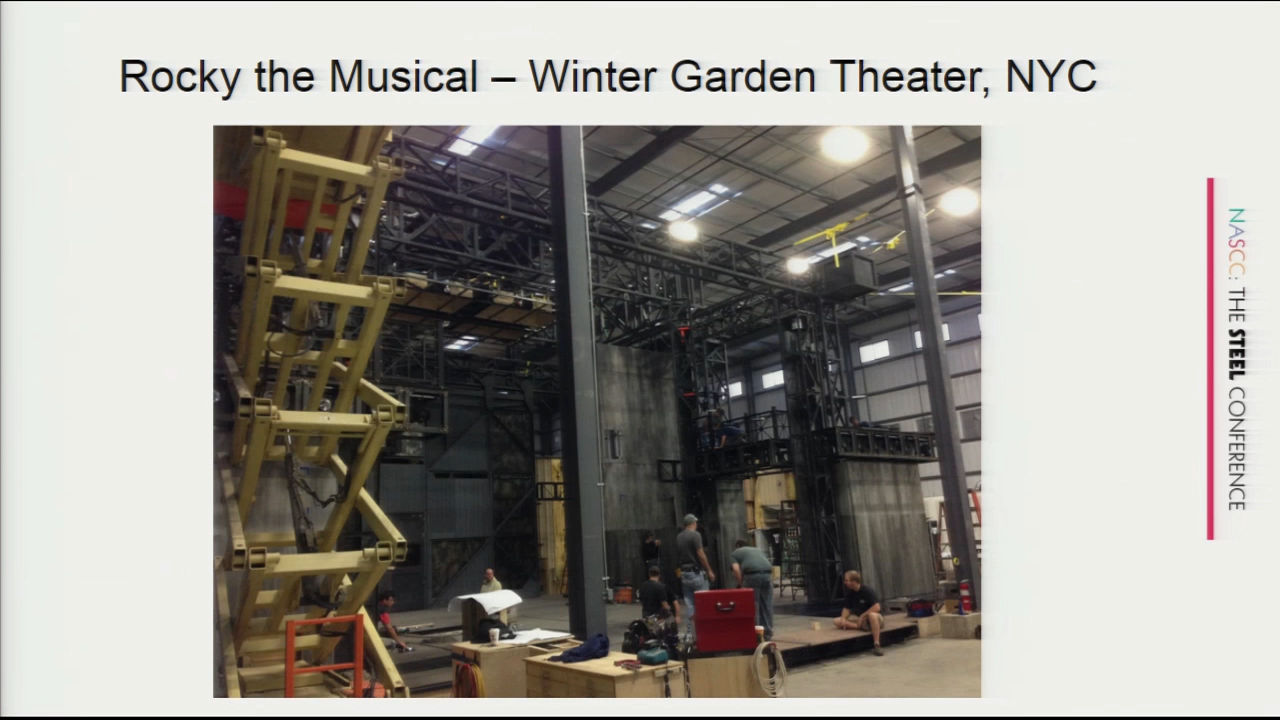 Rocky the Musical – Winter Garden Theater, NYC
NASCC: THE STEEL CONFERENCE